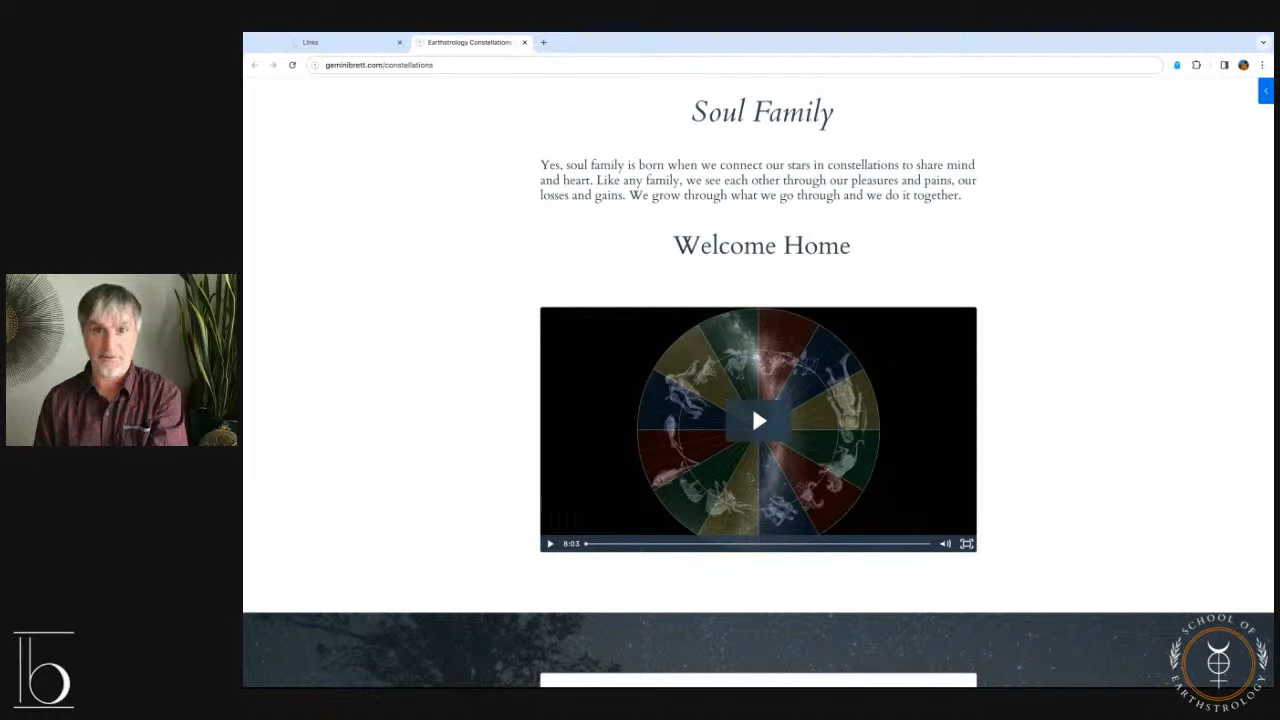 Links
Earthstrology Constellations
geminibrett.com/constellations
Soul Family
Yes, soul family is born when we connect our stars in constellations to share mind
and heart. Like any family, we see each other through our pleasures and pains, our
losses and gains. We grow through what we go through and we do it together.
Welcome Home
8:03
b
SCHOOL OF
EARTHSTROLOGY